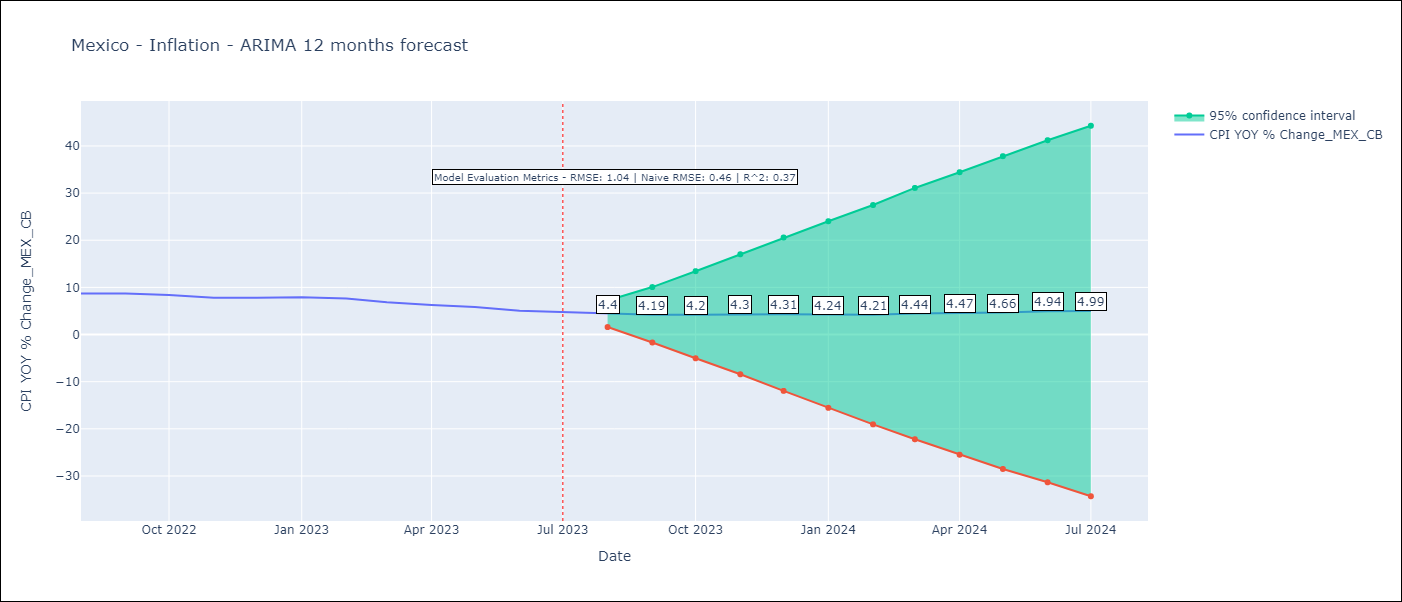 Mexico - Inflation - ARIMA 12 months forecast
95% confidence interval
CPI YOY % Change_MEX_CB
Model Evaluation Metrics - RMSE: 1.04 | Naive RMSE: 0.46 | R^2: 0.37
CPI YOY % Change_MEX_CB
40
30
20
10
0
−10
−20
−30
4.4 4.19 4.2 4.3 4.31 4.24 4.21 4.44 4.47 4.66 4.94 4.99
Oct 2022 Jan 2023 Apr 2023 Jul 2023 Oct 2023 Jan 2024 Apr 2024 Jul 2024
Date